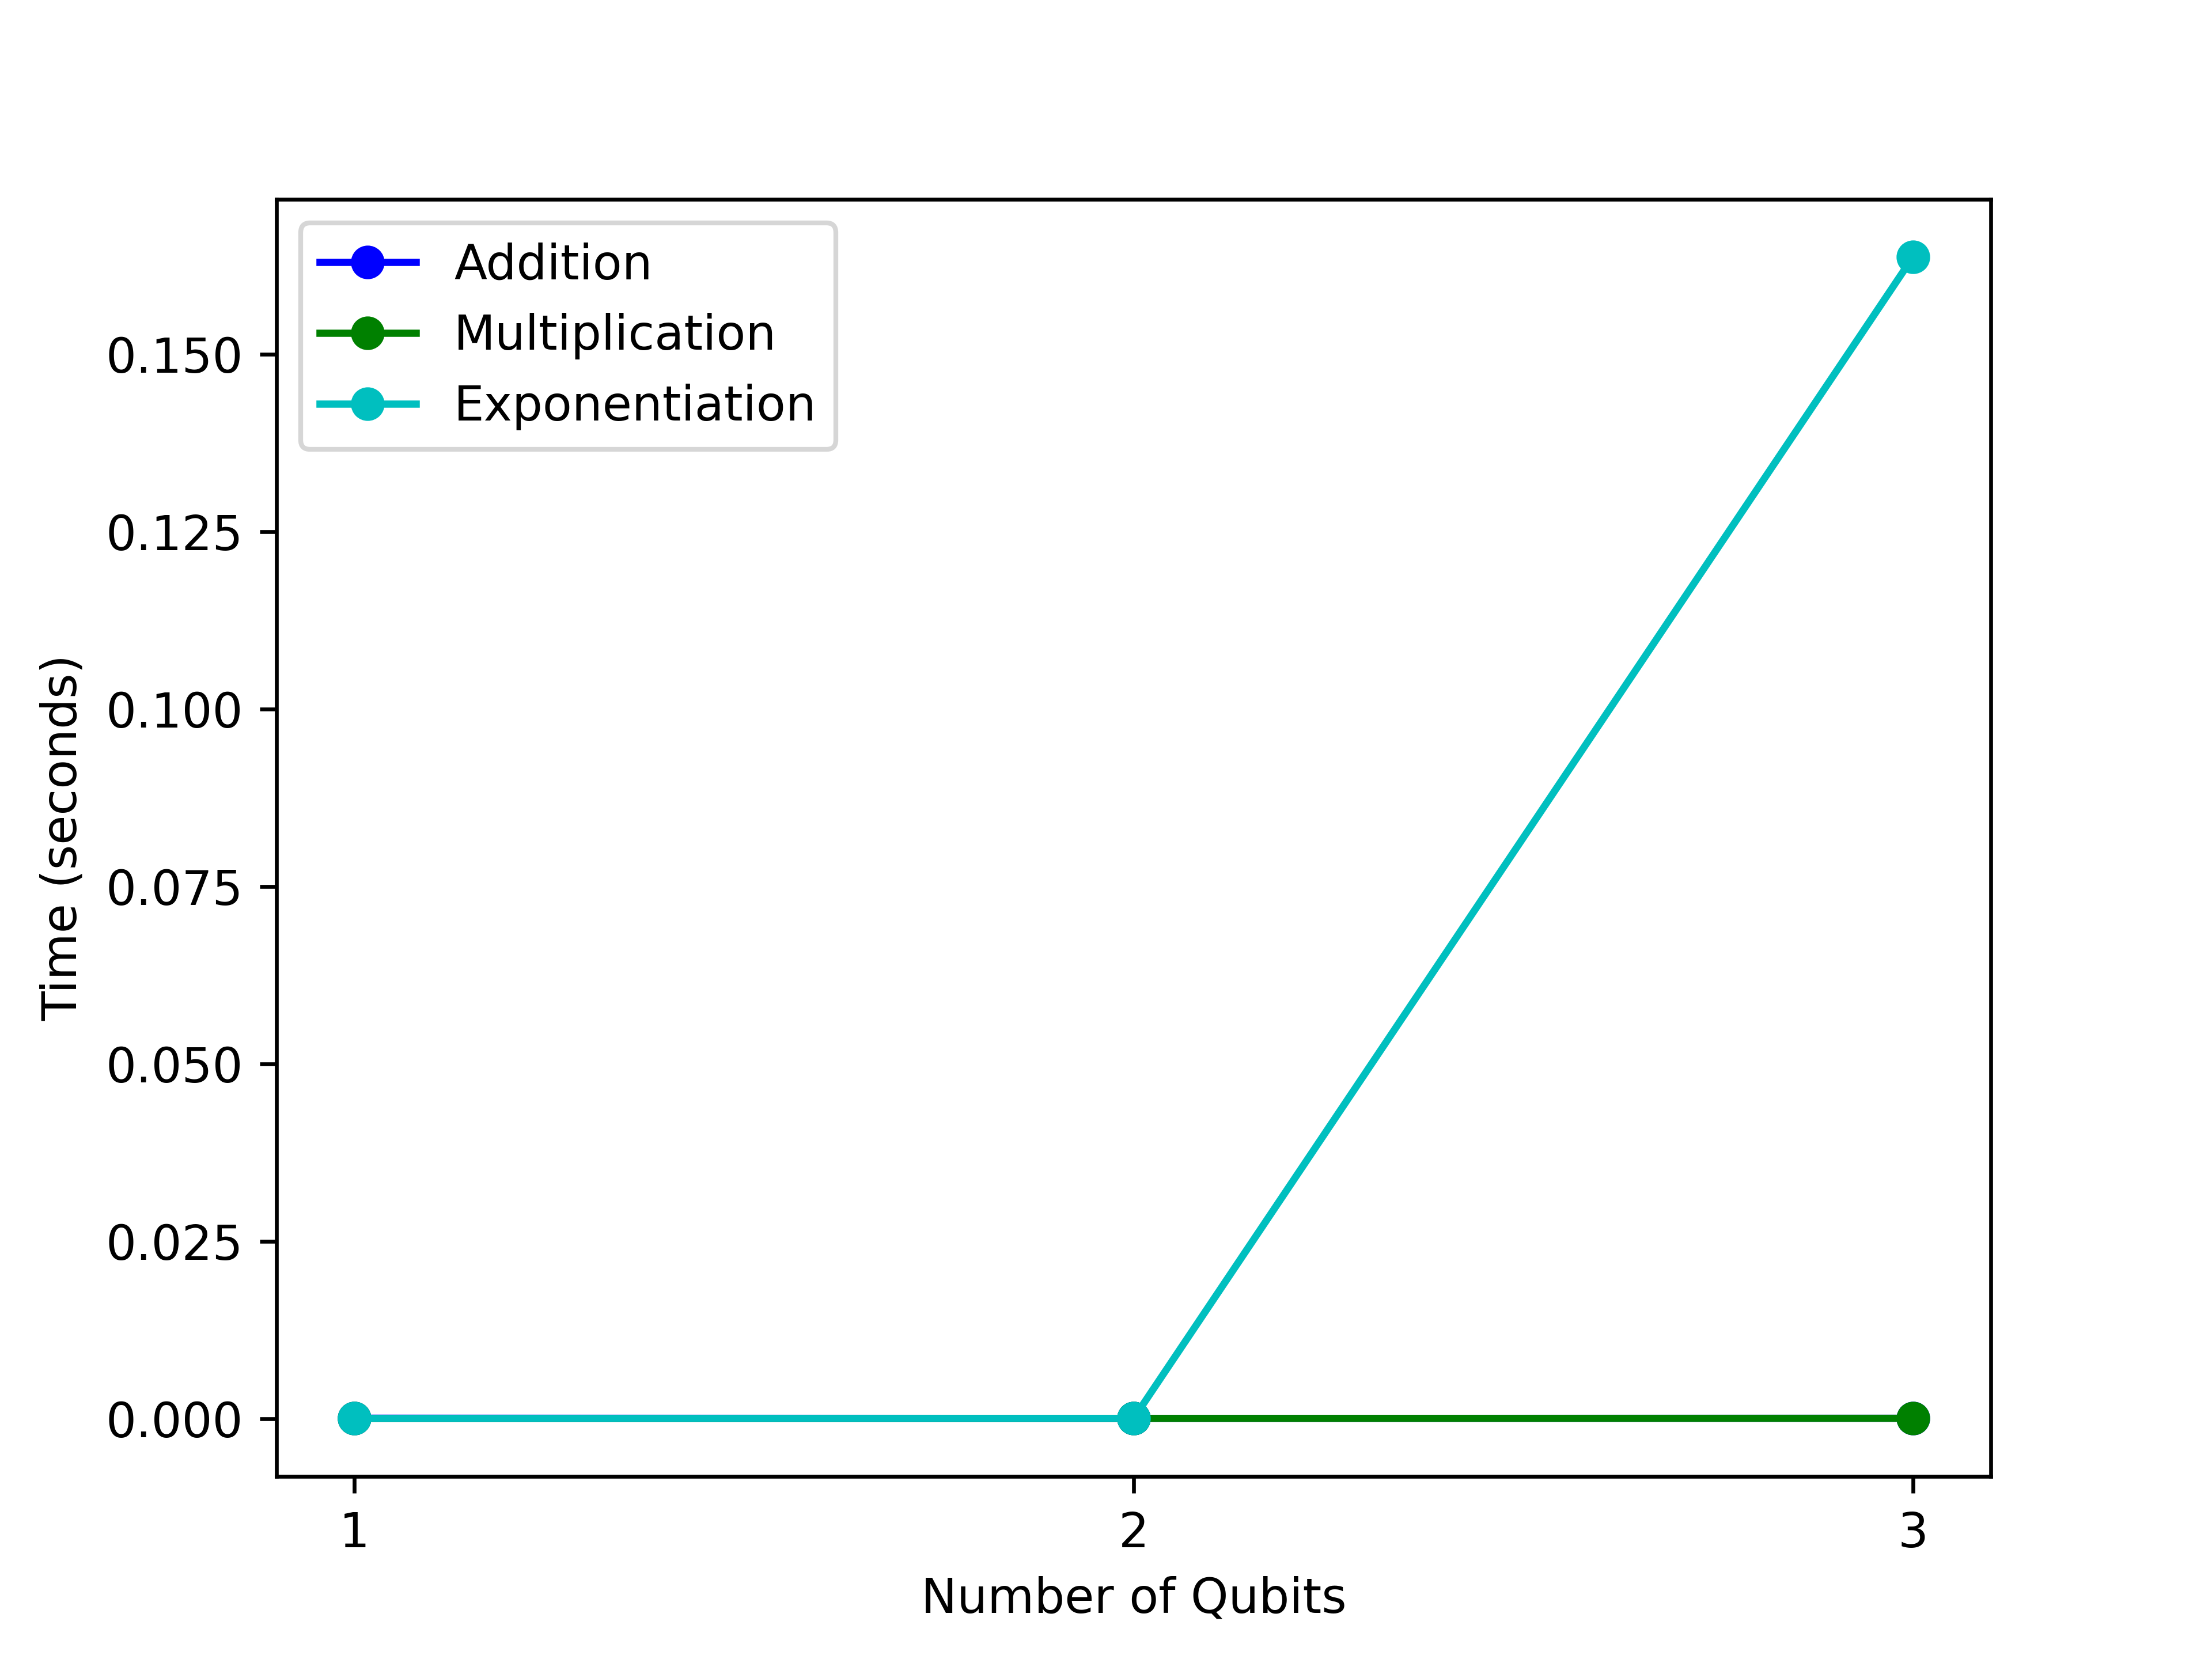 Addition
Multiplication
Exponentiation
0.150
0.125
0.100
0.075
0.050
0.025
0.000
Time (seconds)
1 2 3
Number of Qubits